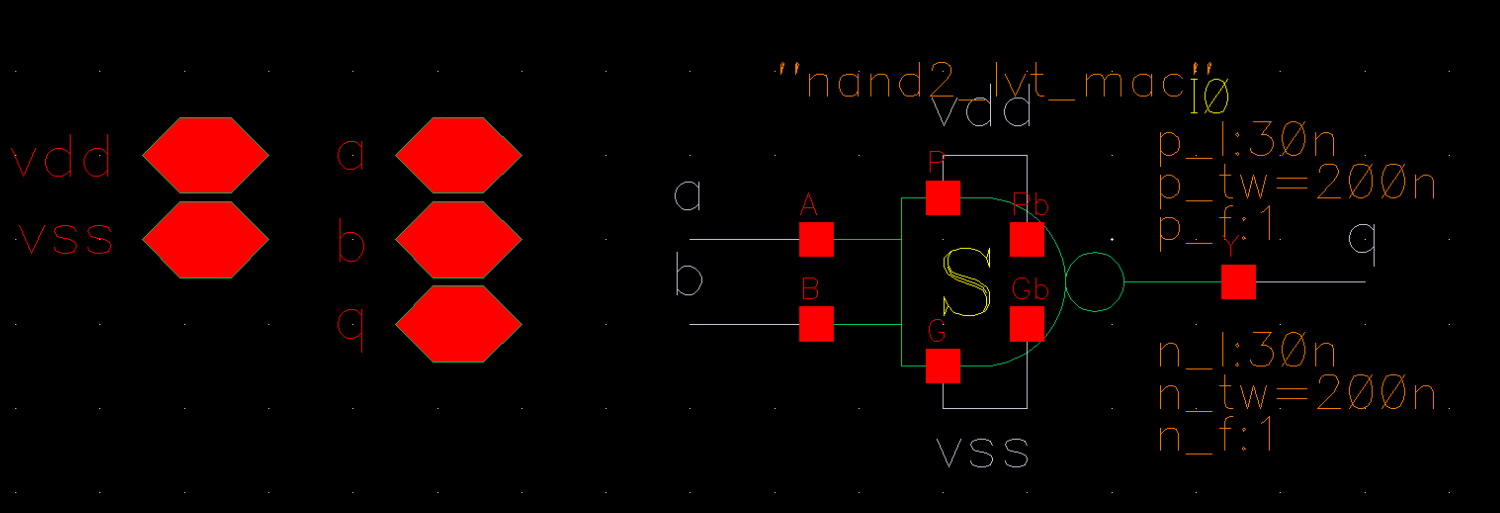 "nand2_lvt_mac"
I0
vdd
vdd
a
p_l:30n
P
p_tw=200n
a
A
Pb
p_f:1
vss
b
Y
q
b
B
S
Gb
q
G
n_l:30n
n_tw=200n
n_f:1
vss